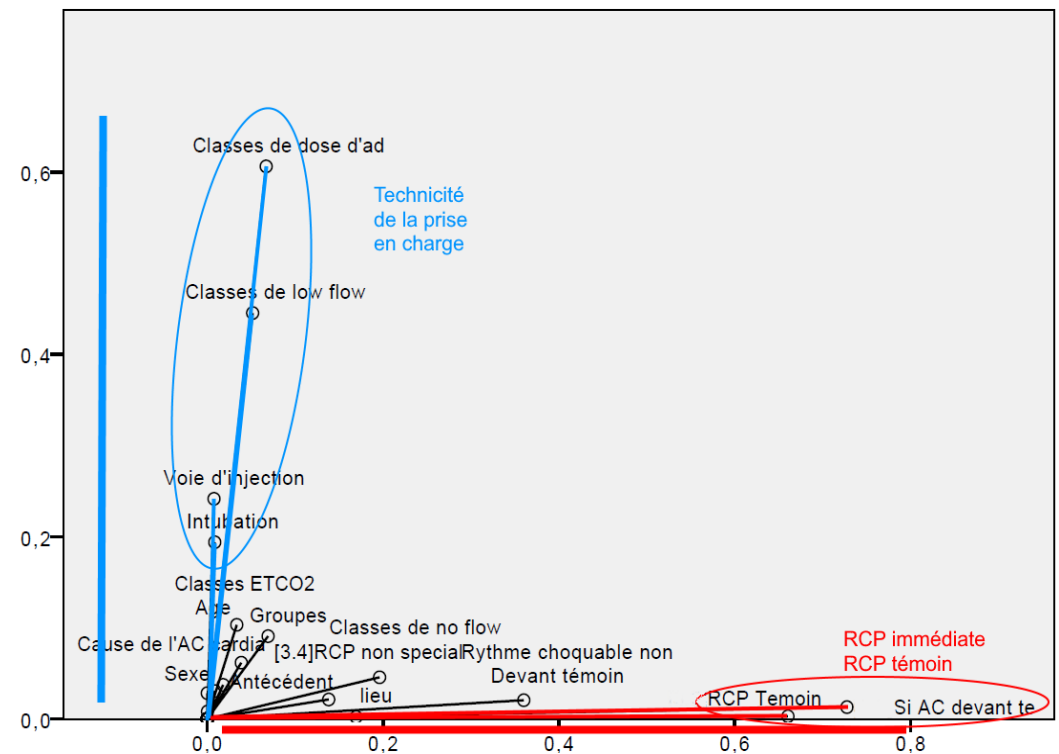 Classes de dose d'ad
0,6
Technicité
de la prise
en charge
Classes de low flow
0,4
Voie d'injection
Intubation
0,2
Classes ETCO2
Age
Groupes
Classes de no flow
Cause de l'AC cardia
[3.4]RCP non special
Rythme choquable non
RCP immédiate
RCP témoin
Sexe
Antécédent
lieu
Devant témoin
RCP Temoin
Si AC devant te
0,0
0,0 0,2 0,4 0,6 0,8